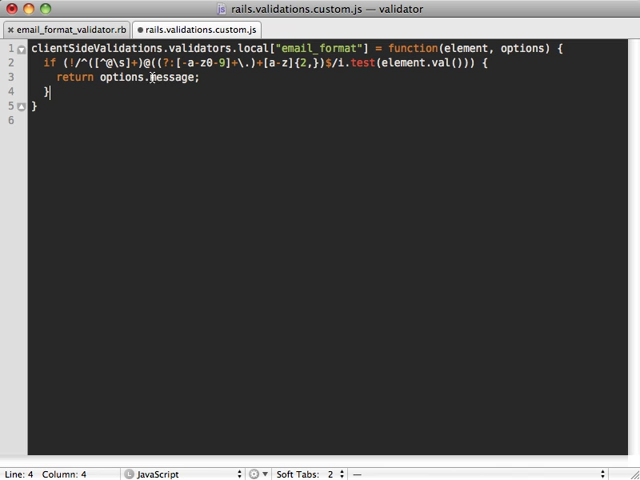 rails.validations.custom.js — validator
email_format_validator.rb
rails.validations.custom.js
1 clientSideValidations.validators.local["email_format"] = function(element, options) {
2 if (!/^([^@\s]+)@((?:[-a-z0-9]+\.)+[a-z]{2,})$/i.test(element.val())) {
3 return options.message;
4 }
5 }
6
Line: 4 Column: 4 JavaScript Soft Tabs: 2 —